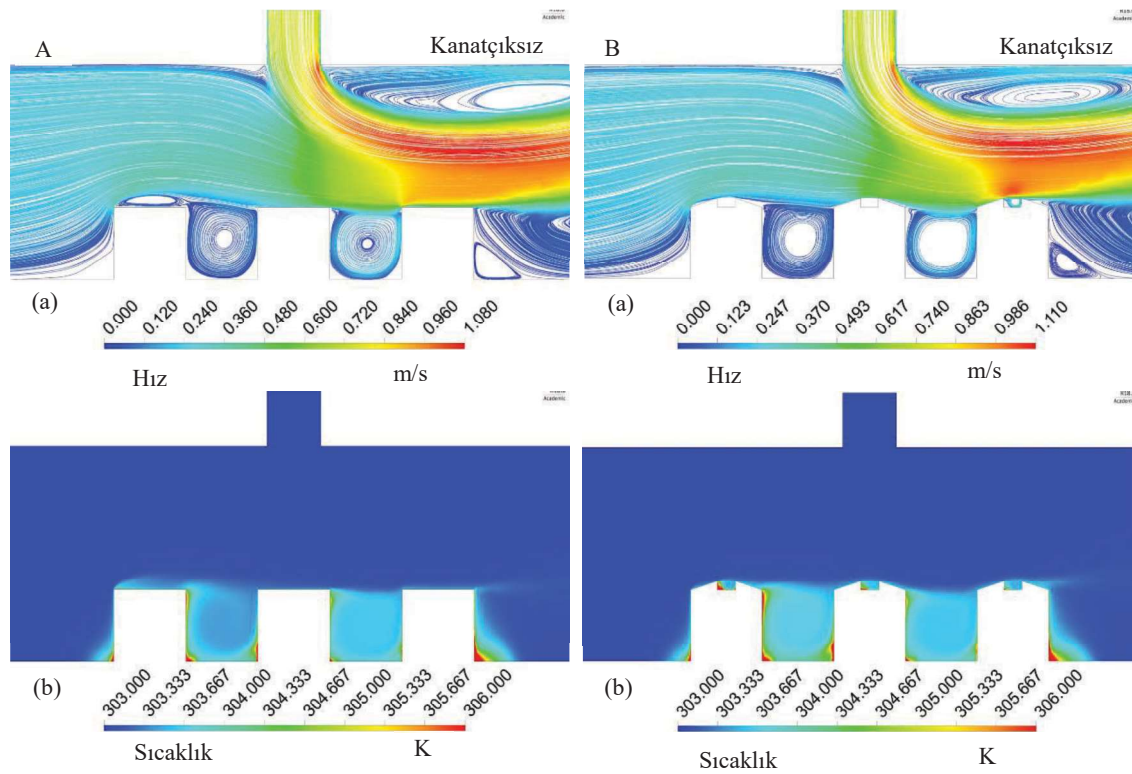 A
Kanatçıksız
Academic
(a)
0.000 0.120 0.240 0.360 0.480 0.600 0.720 0.840 0.960 1.080
Hız m/s
B
Kanatçıksız
Academic
(a)
0.000 0.123 0.247 0.370 0.493 0.617 0.740 0.863 0.986 1.110
Hız m/s
Academic
(b)
303.000 303.333 303.667 304.000 304.333 304.667 305.000 305.333 305.667 306.000
Sıcaklık K
Academic
(b)
303.000 303.333 303.667 304.000 304.333 304.667 305.000 305.333 305.667 306.000
Sıcaklık K